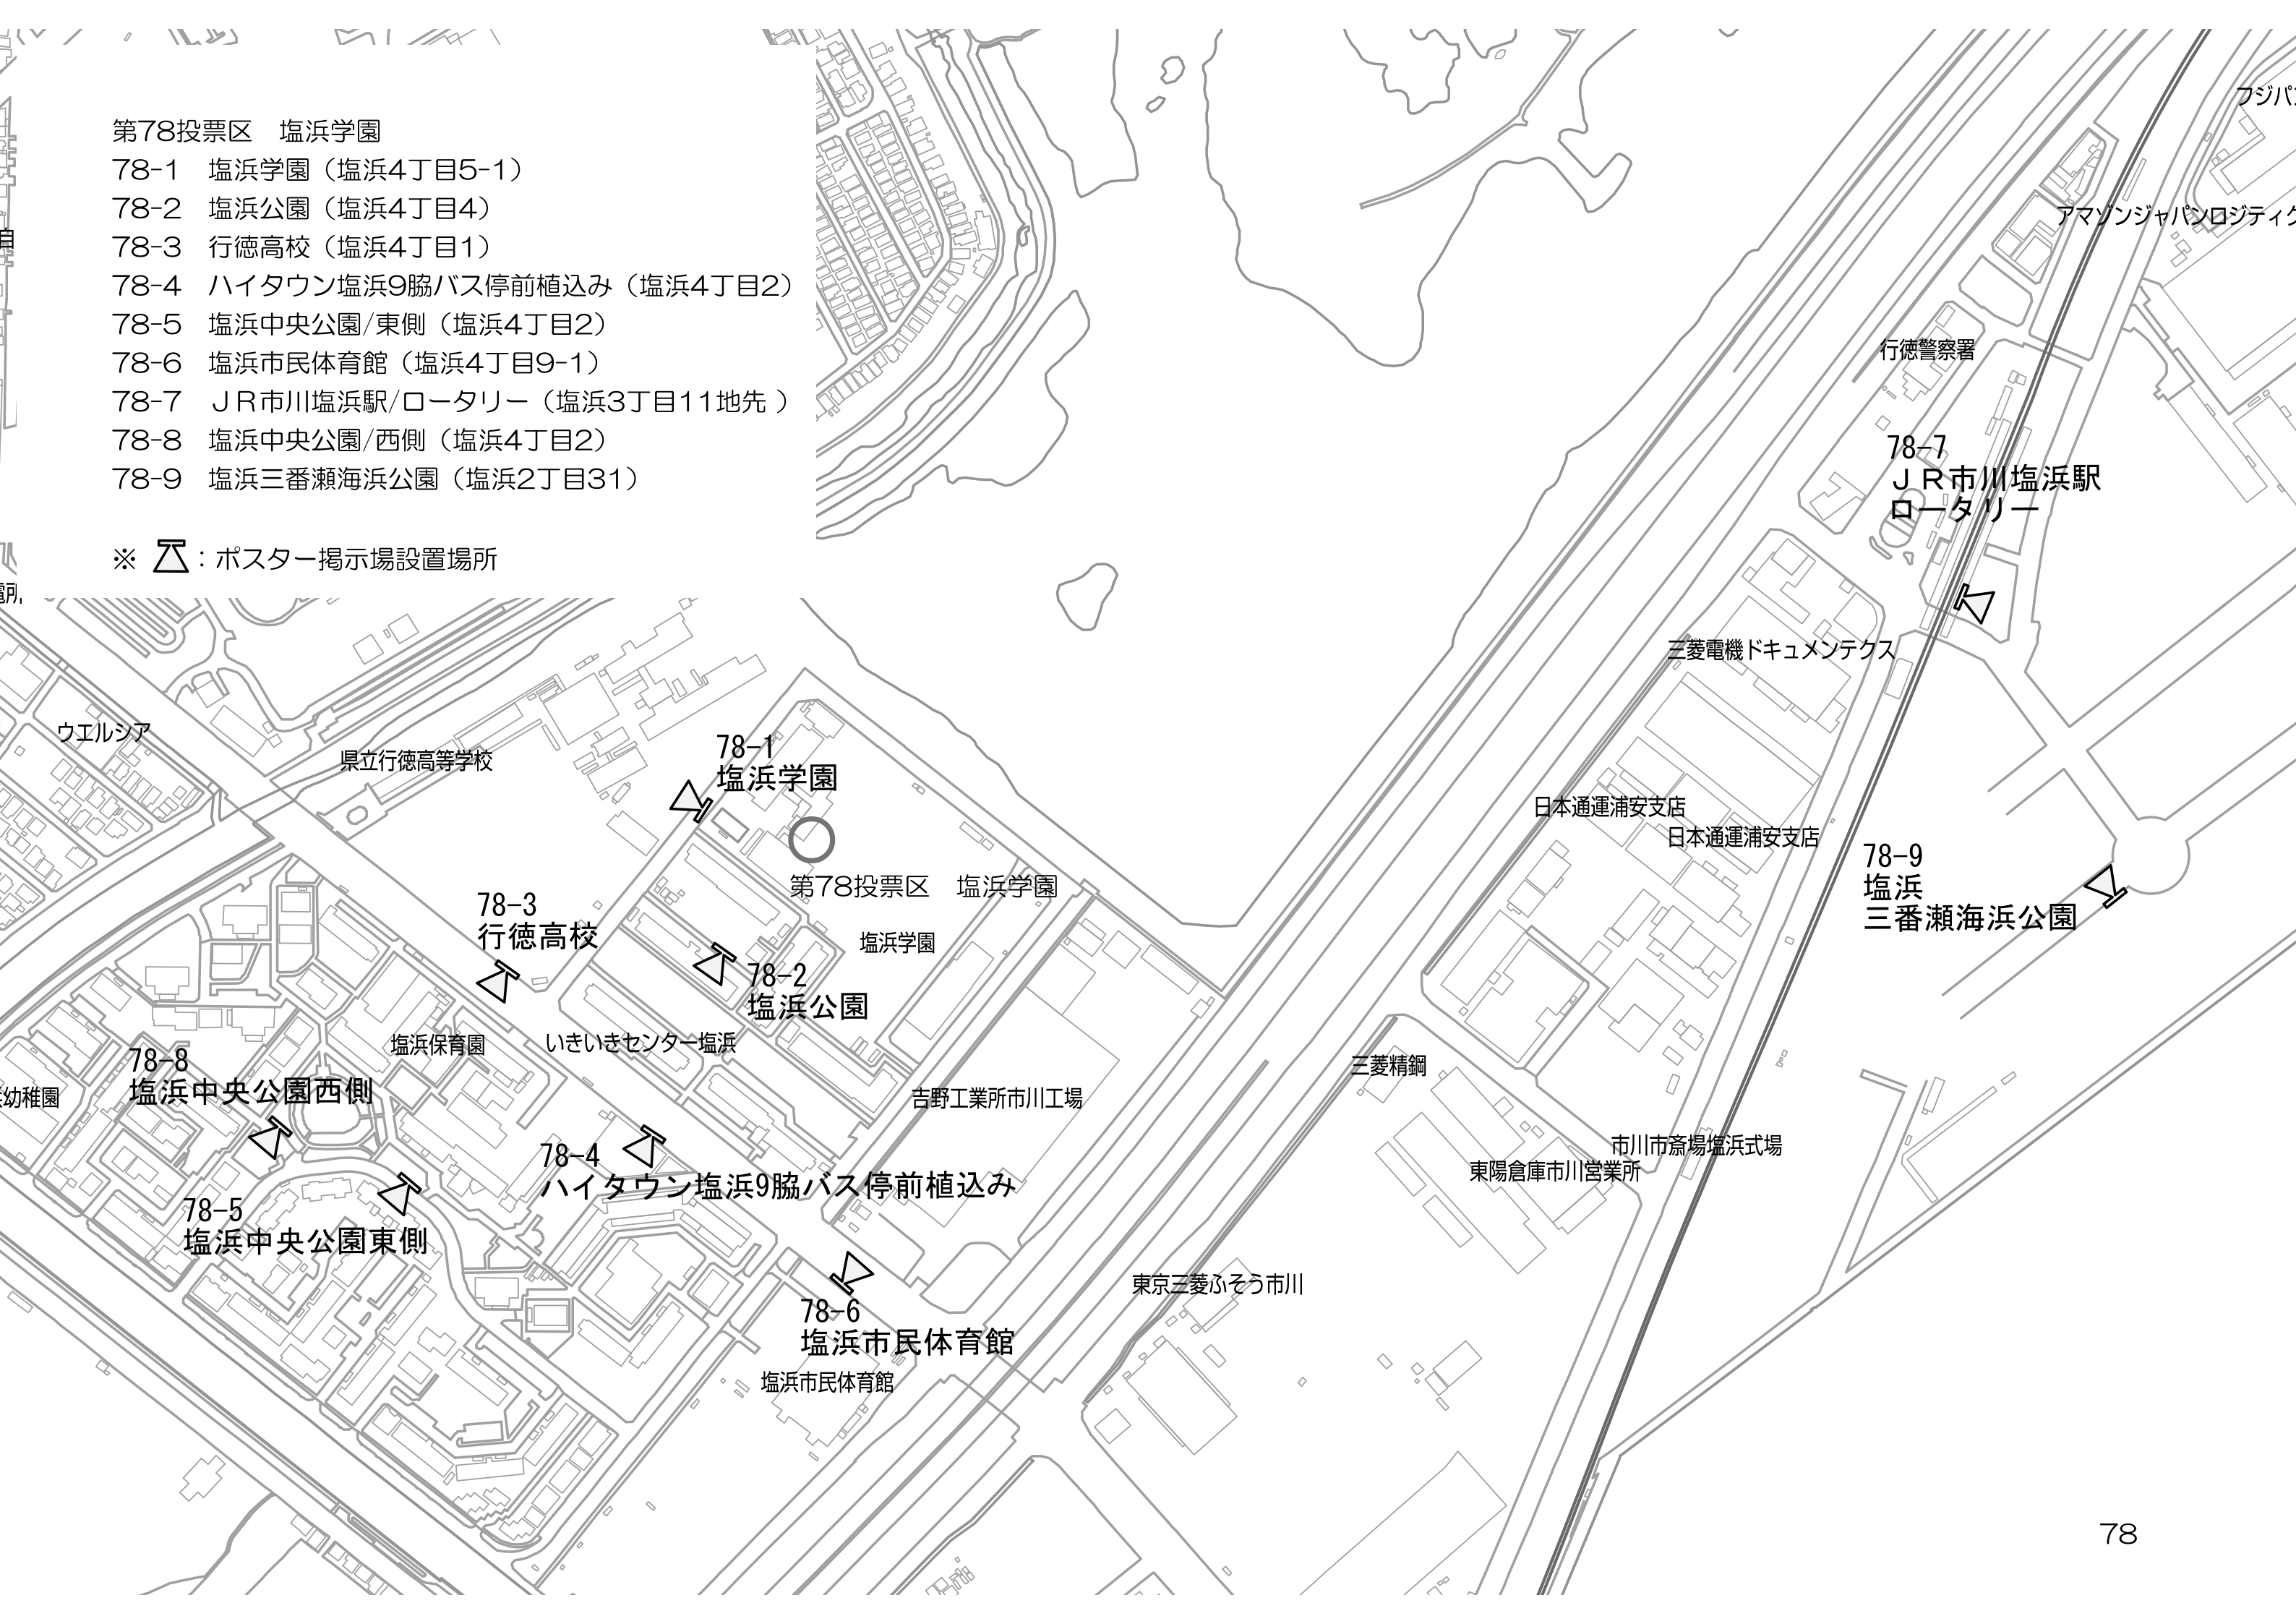 第78投票区　塩浜学園
78-1　塩浜学園（塩浜4丁目5-1）
78-2　塩浜公園（塩浜4丁目4）
78-3　行徳高校（塩浜4丁目1）
78-4　ハイタウン塩浜9脇バス停前植込み（塩浜4丁目2）
78-5　塩浜中央公園/東側（塩浜4丁目2）
78-6　塩浜市民体育館（塩浜4丁目9-1）
78-7　ＪＲ市川塩浜駅/ロータリー（塩浜3丁目11地先 ）
78-8　塩浜中央公園/西側（塩浜4丁目2）
78-9　塩浜三番瀬海浜公園（塩浜2丁目31）
※ ：ポスター掲示場設置場所
フジパ
アマゾンジャパンロジティク
行徳警察署
78-7
ＪＲ市川塩浜駅
ロータリー
三菱電機ドキュメンテクス
ウエルシア
県立行徳高等学校
78-1
塩浜学園
日本通運浦安支店
日本通運浦安支店
78-9
塩浜
三番瀬海浜公園
第78投票区　塩浜学園
塩浜学園
78-3
行徳高校
78-2
塩浜公園
塩浜保育園
いきいきセンター塩浜
78-8
塩浜中央公園西側
幼稚園
吉野工業所市川工場
三菱精鋼
市川市斎場塩浜式場
東陽倉庫市川営業所
78-4
ハイタウン塩浜9脇バス停前植込み
78-5
塩浜中央公園東側
東京三菱ふそう市川
78-6
塩浜市民体育館
塩浜市民体育館
78